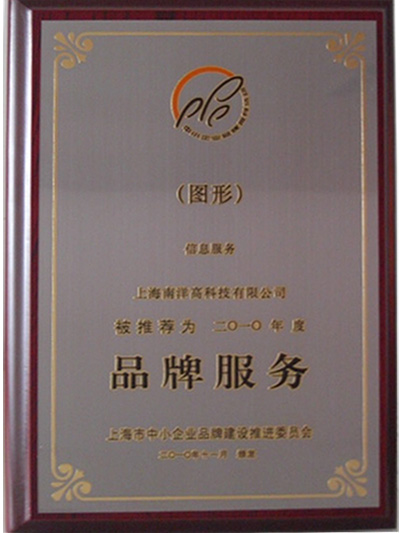 （图形）
信息服务
上海南洋高科技有限公司
被推荐为 二〇一〇年度
品牌服务
上海市中小企业品牌建设推进委员会
二〇一〇年十一月 颁发